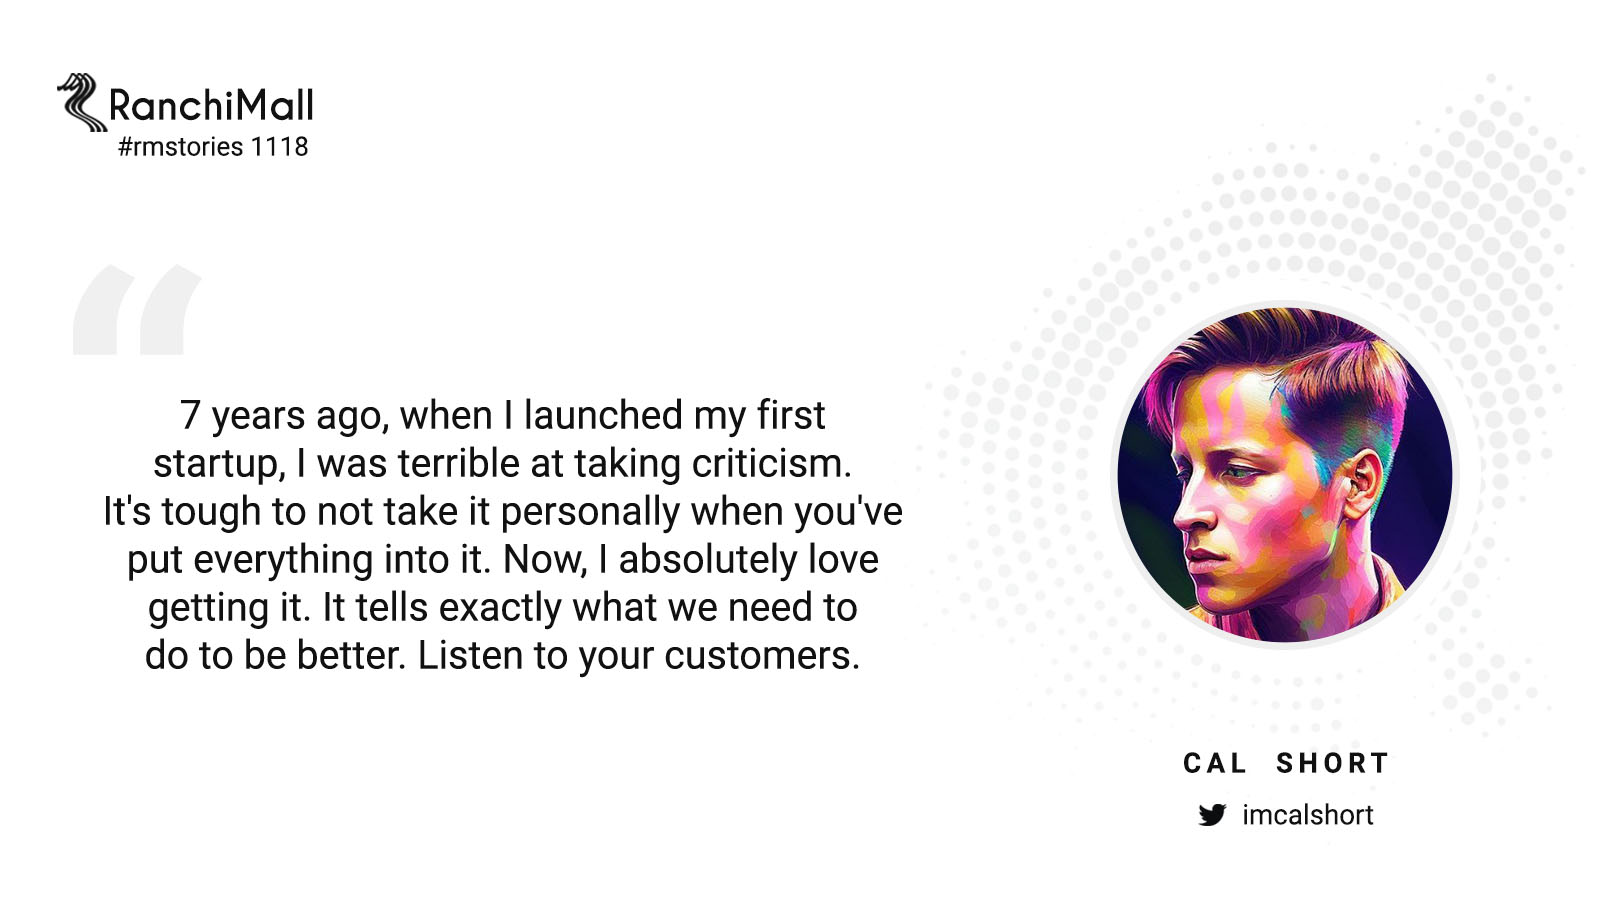 RanchiMall
#rmstories 1118
“
7 years ago, when I launched my first
startup, I was terrible at taking criticism.
It's tough to not take it personally when you've
put everything into it. Now, I absolutely love
getting it. It tells exactly what we need to
do to be better. Listen to your customers.
CAL SHORT
imcalshort